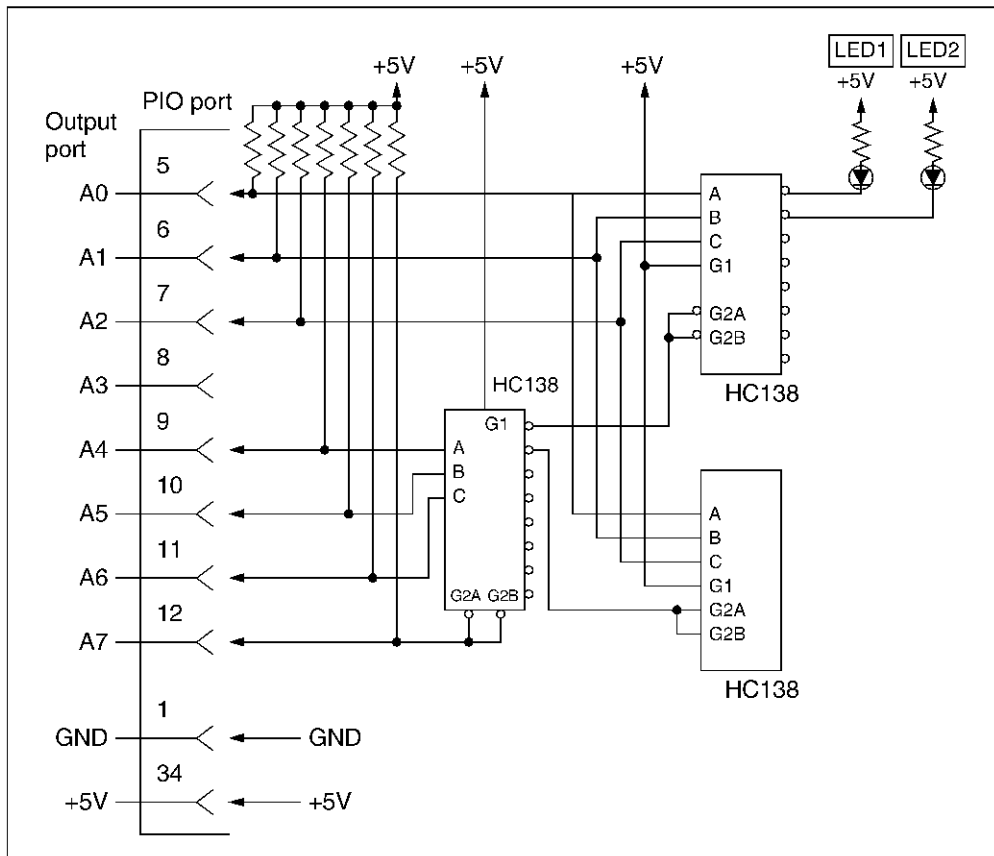 LED1 LED2
+5V +5V +5V +5V +5V
PIO port
Output
port
5
A0
6
A1
7
A2
8
A3
9
A4
10
A5
11
A6
12
A7
1
GND GND
34
+5V +5V
HC138
G1
A
B
C
G2A G2B
A
B
C
G1
G2A
G2B
HC138
A
B
C
G1
G2A
G2B
HC138